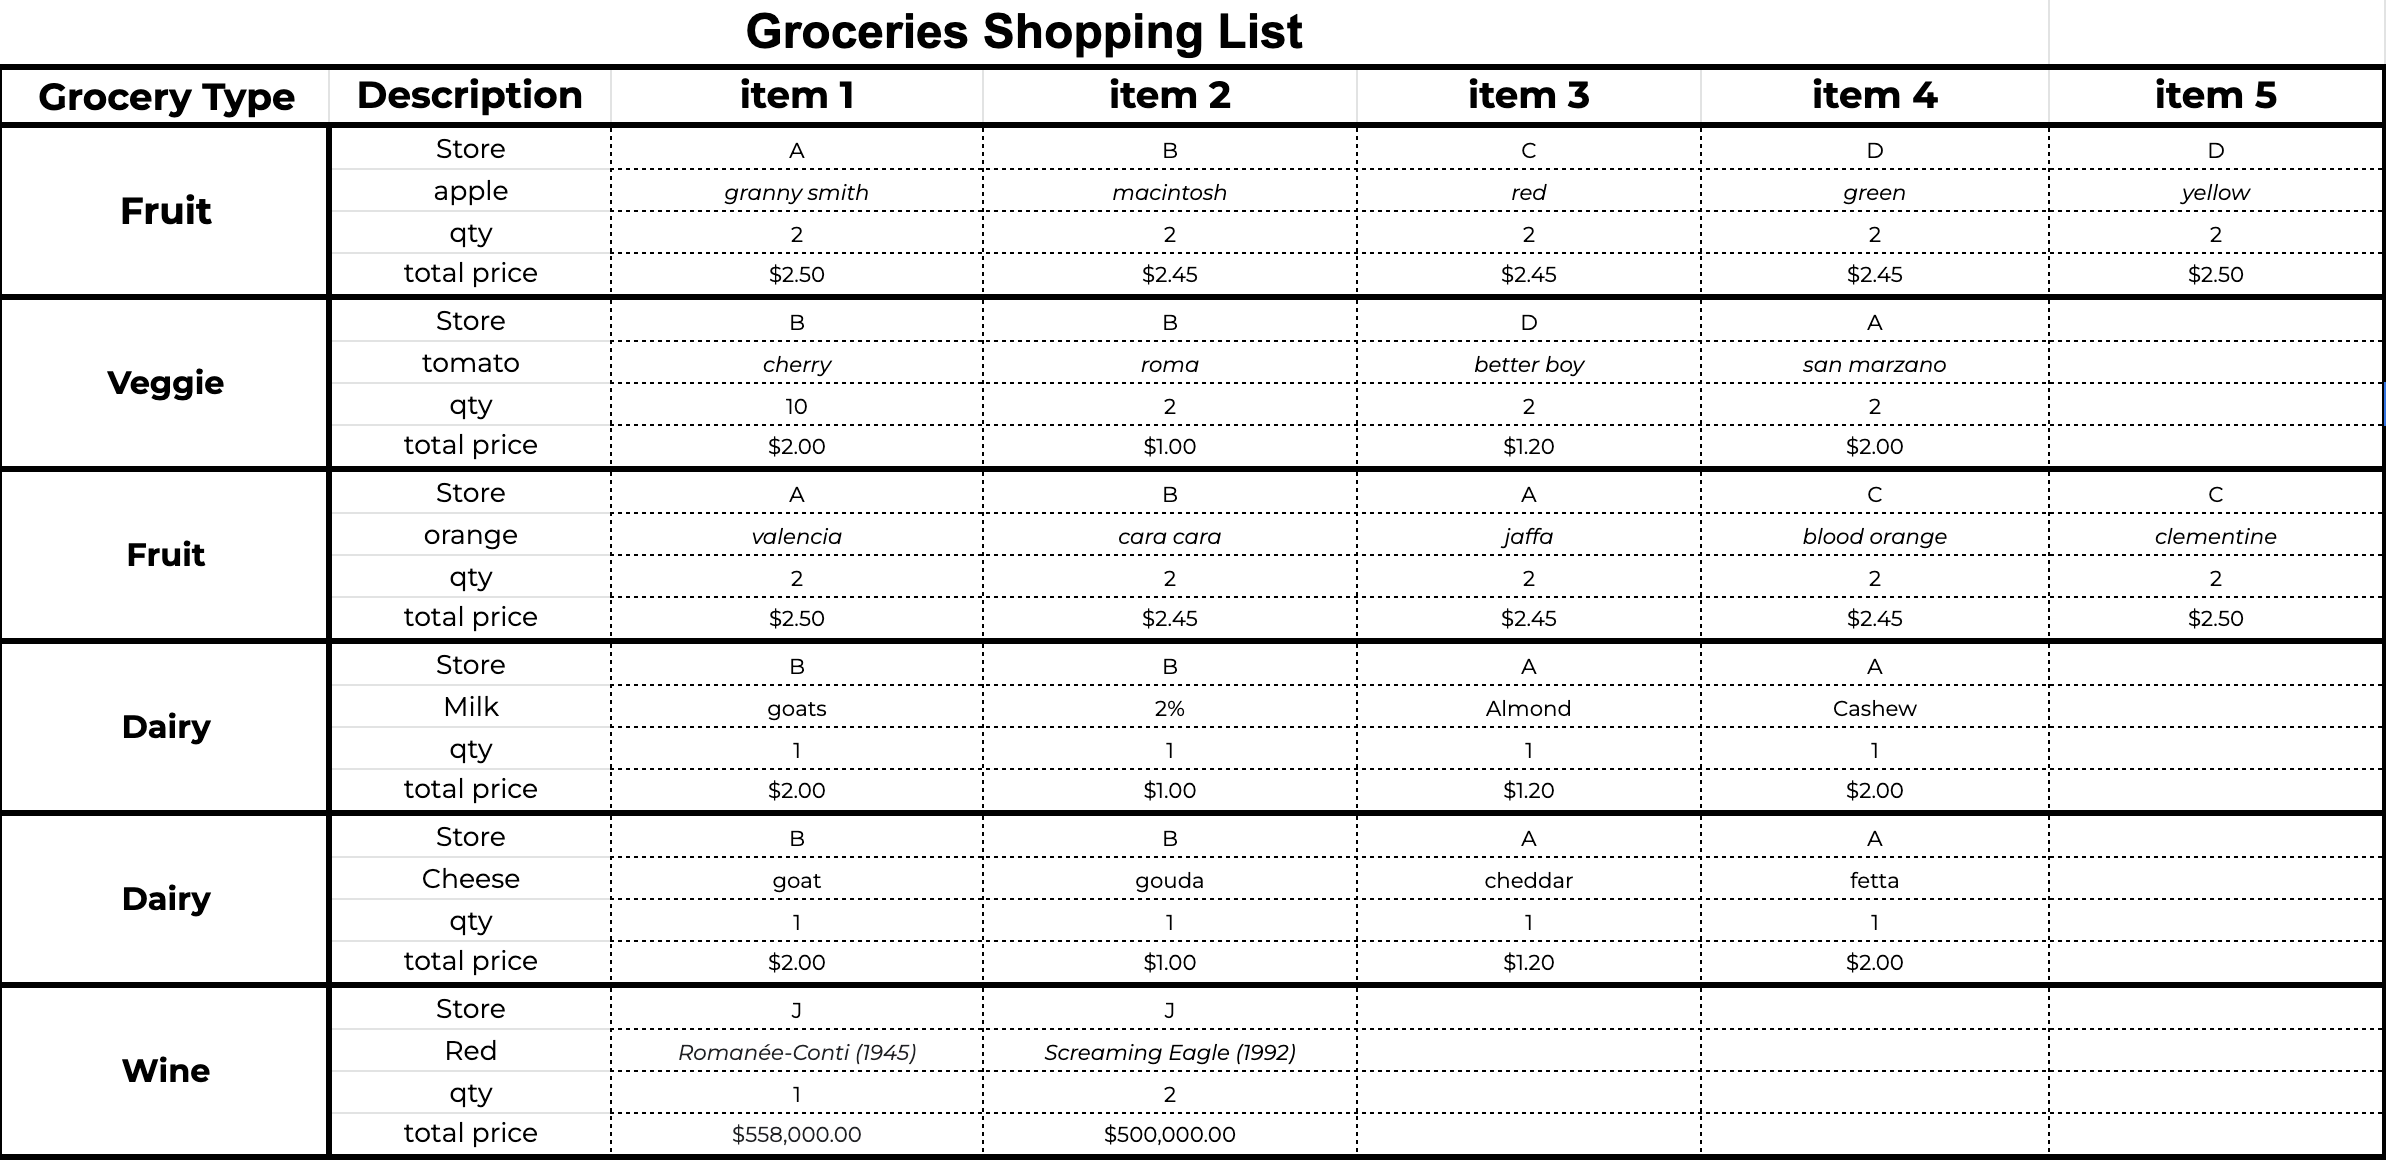 Groceries Shopping List
Grocery Type Description item 1 item 2 item 3 item 4 item 5
Fruit
Store A B C D D
apple granny smith macintosh red green yellow
qty 2 2 2 2 2
total price $2.50 $2.45 $2.45 $2.45 $2.50
Veggie
Store B B D A
tomato cherry roma better boy san marzano
qty 10 2 2 2
total price $2.00 $1.00 $1.20 $2.00
Fruit
Store A B A C C
orange valencia cara cara jaffa blood orange clementine
qty 2 2 2 2 2
total price $2.50 $2.45 $2.45 $2.45 $2.50
Dairy
Store B B A A
Milk goats 2% Almond Cashew
qty 1 1 1 1
total price $2.00 $1.00 $1.20 $2.00
Dairy
Store B B A A
Cheese goat gouda cheddar fetta
qty 1 1 1 1
total price $2.00 $1.00 $1.20 $2.00
Wine
Store J J
Red Romanée-Conti (1945) Screaming Eagle (1992)
qty 1 2
total price $558,000.00 $500,000.00